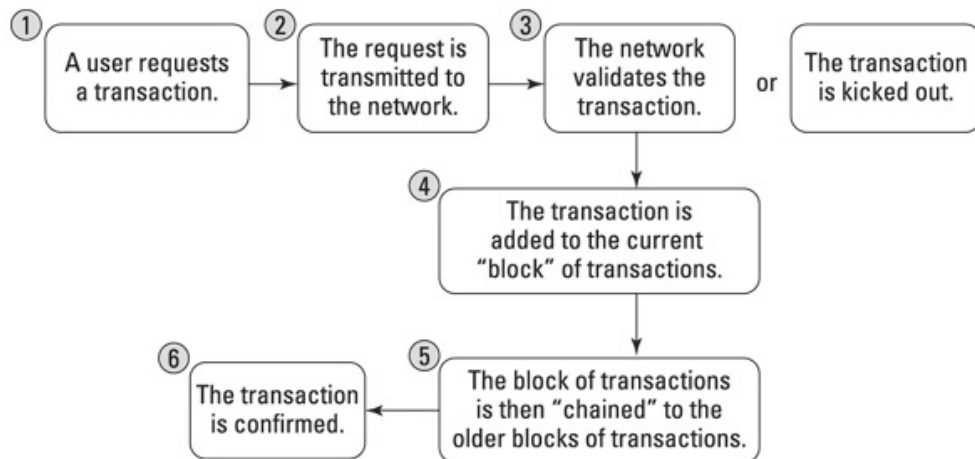 1
A user requests
a transaction.
2
The request is
transmitted to
the network.
3
The network
validates the
transaction.
or
The transaction
is kicked out.
4
The transaction is
added to the current
“block” of transactions.
5
The block of transactions
is then “chained” to the
older blocks of transactions.
6
The transaction
is confirmed.